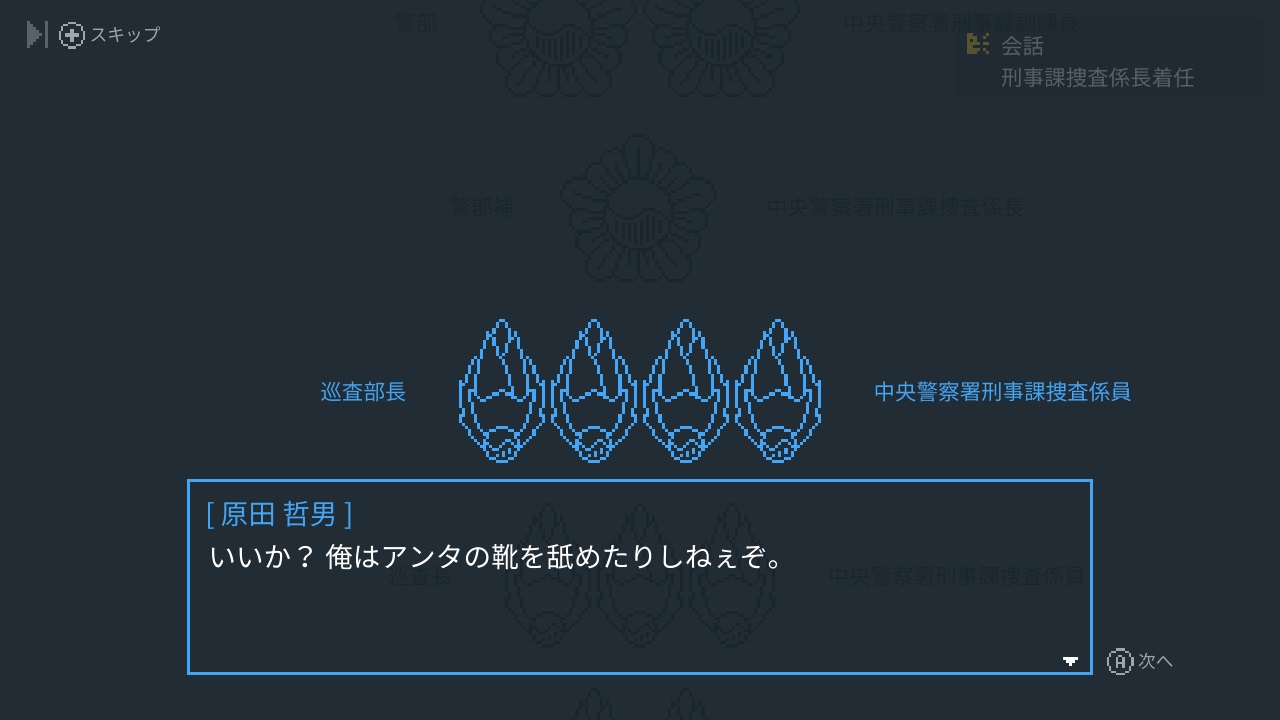 スキップ
警部
中央警察署刑事課副課長
会話
刑事課捜査係長着任
警部補
中央警察署刑事課捜査係長
巡査部長
中央警察署刑事課捜査係員
[ 原田 哲男 ]
いいか？ 俺はアンタの靴を舐めたりしねぇぞ。
巡査長
中央警察署刑事課捜査係員
A 次へ